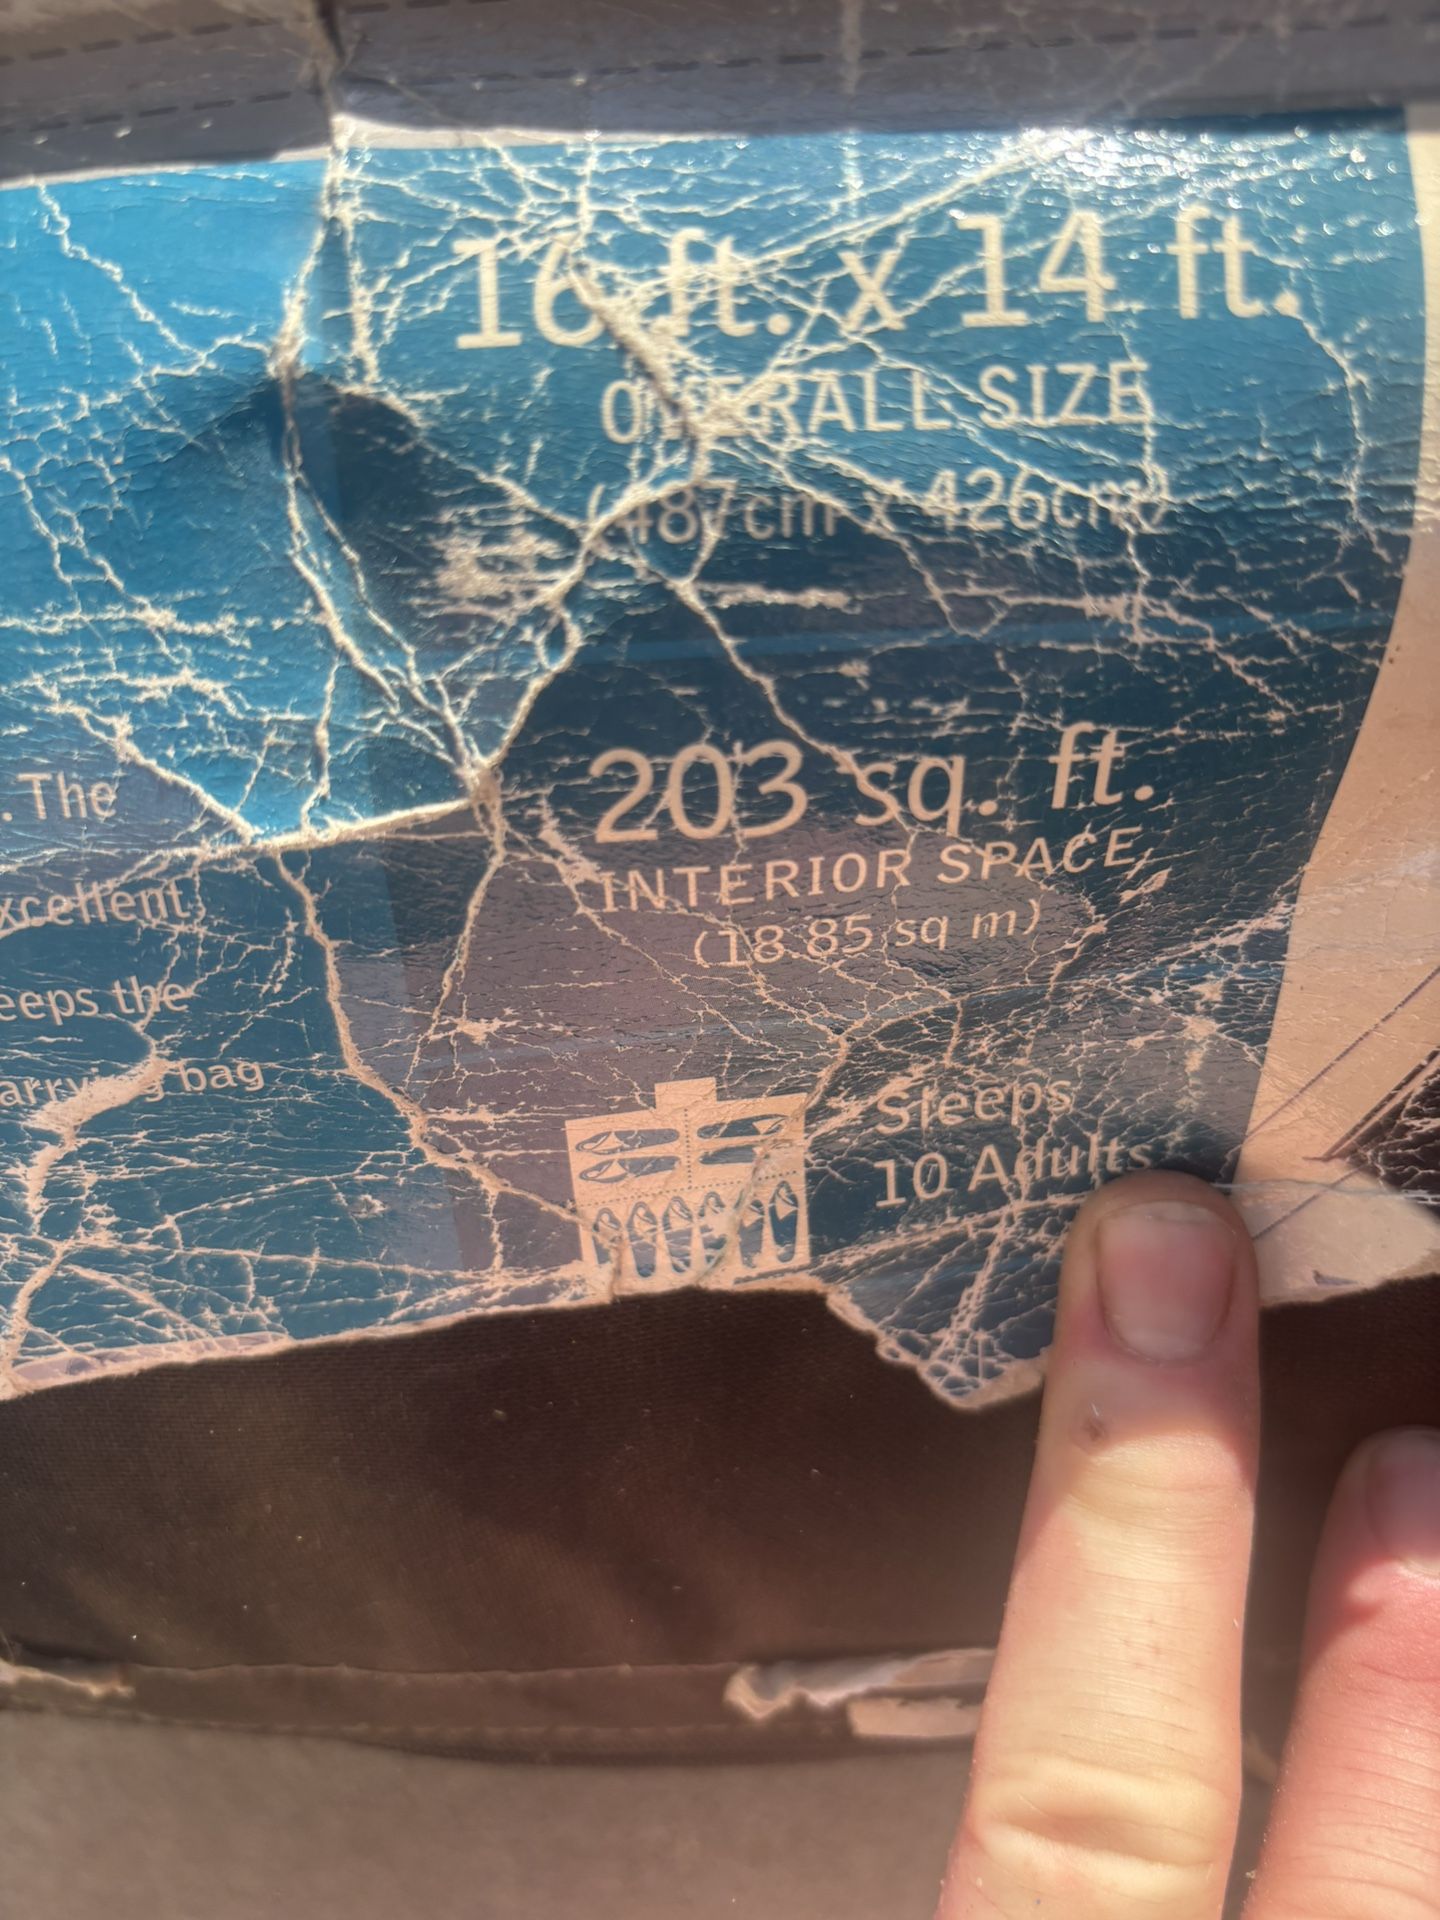 16 ft. x 14 ft.
OVERALL SIZE
(487cm x 426cm)
203 sq. ft.
INTERIOR SPACE
(18.85 sq m)
Sleeps
10 Adults
. The
xcellent
eeps the
arrying bag